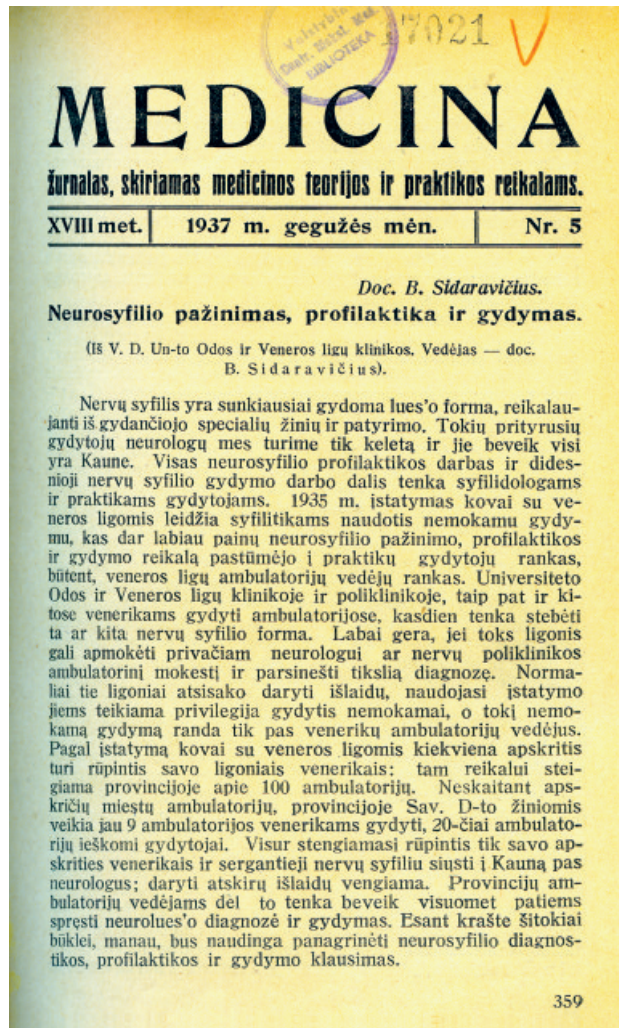 Valstybin
Centr. Mokst. Med.
BIBLIOTEKA
17021
MEDICINA
žurnalas, skiriamas medicinos teorijos ir praktikos reikalams.
XVIII met. 1937 m. gegužės mėn. Nr. 5
Doc. B. Sidaravičius.
Neurosyfilio pažinimas, profilaktika ir gydymas.
(Iš V. D. Un-to Odos ir Veneros ligų klinikos. Vedėjas — doc.
B. Sidaravičius).
Nervų syfilis yra sunkiausiai gydoma lues'o forma, reikalau-
janti iš gydančiojo specialių žinių ir patyrimo. Tokių prityrusių
gydytojų neurologų mes turime tik keletą ir jie beveik visi
yra Kaune. Visas neurosyfilio profilaktikos darbas ir dides-
nioji nervų syfilio gydymo darbo dalis tenka syfilidologams
ir praktikams gydytojams. 1935 m. įstatymas kovai su ve-
neros ligomis leidžia syfilitikams naudotis nemokamu gydy-
mu, kas dar labiau painų neurosyfilio pažinimo, profilaktikos
ir gydymo reikalą pastūmėjo į praktikų gydytojų rankas,
būtent, veneros ligų ambulatorijų vedėjų rankas. Universiteto
Odos ir Veneros ligų klinikoje ir poliklinikoje, taip pat ir ki-
tose venerikams gydyti ambulatorijose, kasdien tenka stebėti
ta ar kita nervų syfilio forma. Labai gera, jei toks ligonis
gali apmokėti privačiam neurologui ar nervų poliklinikos
ambulatorinį mokestį ir parsinešti tikslią diagnozę. Norma-
liai tie ligoniai atsisako daryti išlaidų, naudojasi įstatymo
jiems teikiama privilegija gydytis nemokamai, o tokį nemo-
kamą gydymą randa tik pas venerikų ambulatorijų vedėjus.
Pagal įstatymą kovai su veneros ligomis kiekviena apskritis
turi rūpintis savo ligoniais venerikais: tam reikalui stei-
giama provincijoje apie 100 ambulatorijų. Neskaitant aps-
kričių miestų ambulatorijų, provincijoje Sav. D-to žiniomis
veikia jau 9 ambulatorijos venerikams gydyti, 20-čiai ambulato-
rijų ieškomi gydytojai. Visur stengiamasi rūpintis tik savo ap-
skrities venerikais ir sergantieji nervų syfiliu siųsti į Kauną pas
neurologus; daryti atskirų išlaidų vengiama. Provincijų am-
bulatorijų vedėjams dėl to tenka beveik visuomet patiems
spręsti neurolues'o diagnozė ir gydymas. Esant krašte šitokiai
būklei, manau, bus naudinga panagrinėti neurosyfilio diagnos-
tikos, profilaktikos ir gydymo klausimas.
359